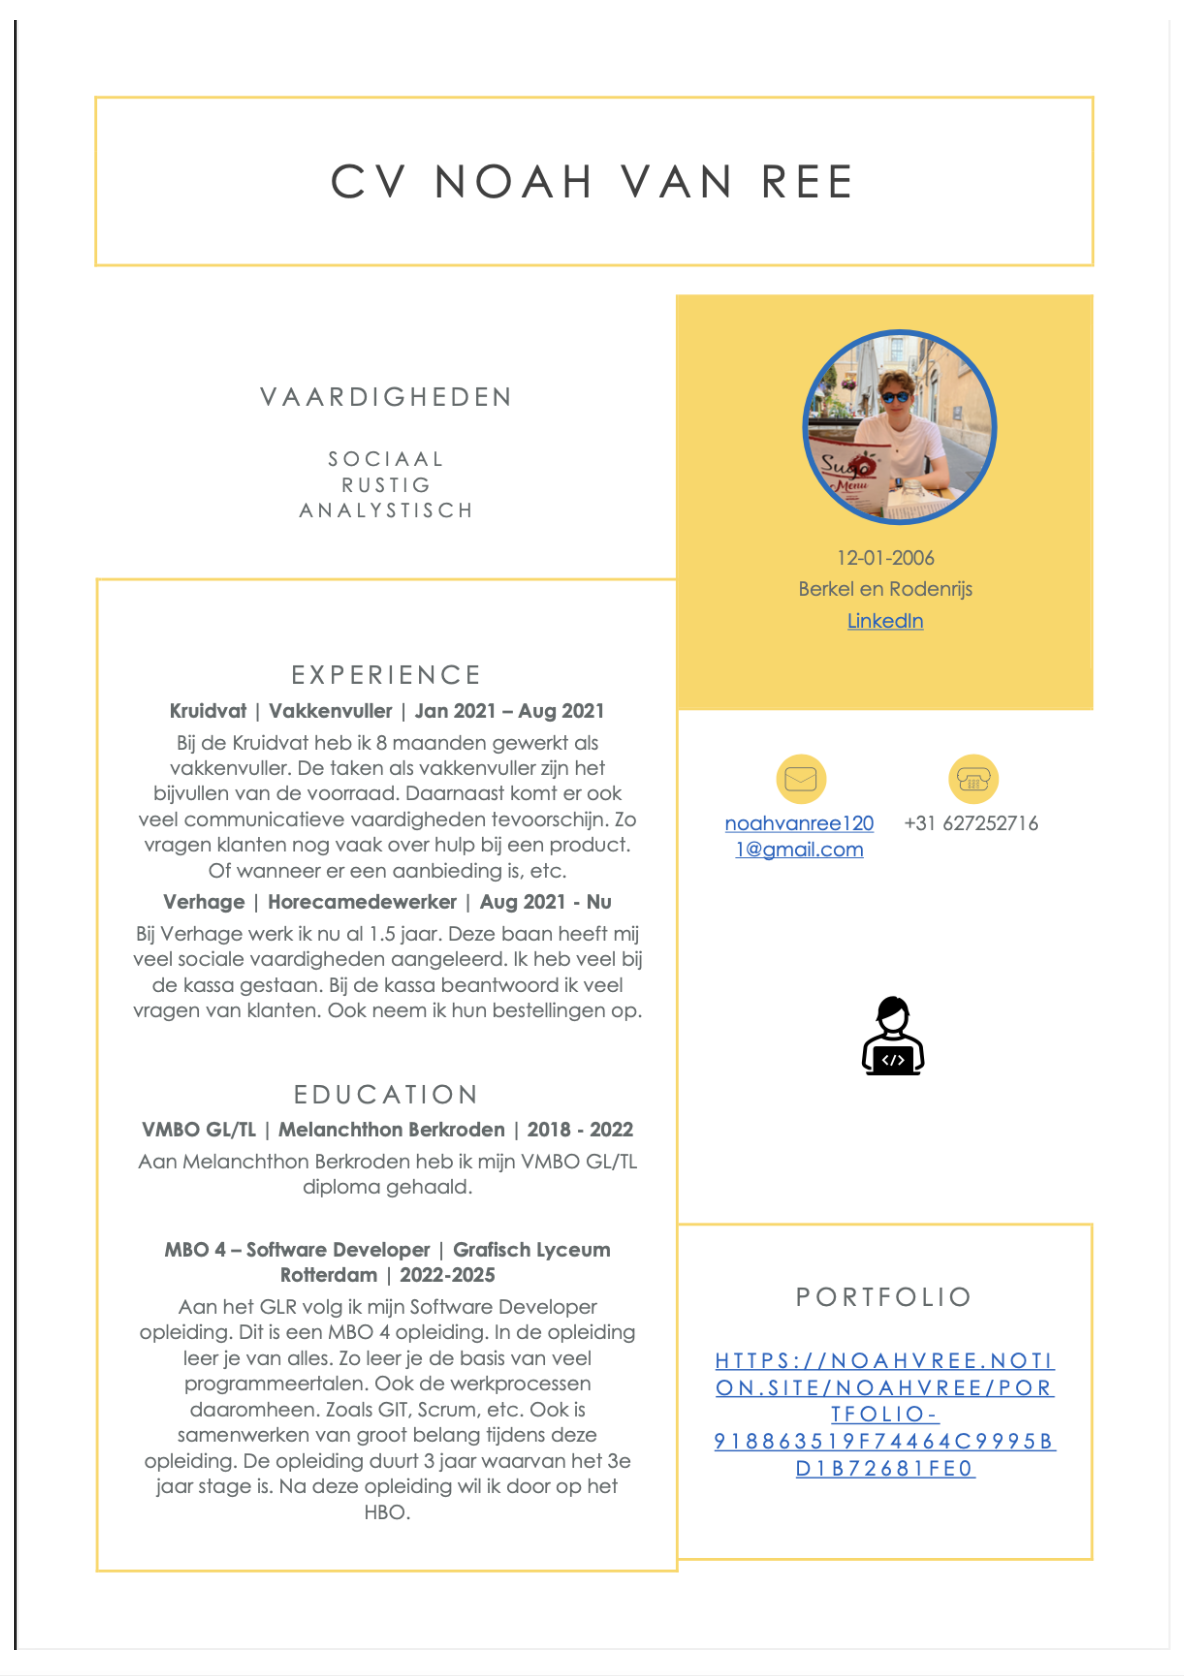 CV NOAH VAN REE
VAARDIGHEDEN
SOCIAAL
RUSTIG
ANALYSTISCH
Sugo
Menu
12-01-2006
Berkel en Rodenrijs
LinkedIn
EXPERIENCE
Kruidvat | Vakkenvuller | Jan 2021 – Aug 2021
Bij de Kruidvat heb ik 8 maanden gewerkt als
vakkenvuller. De taken als vakkenvuller zijn het
bijvullen van de voorraad. Daarnaast komt er ook
veel communicatieve vaardigheden tevoorschijn. Zo
vragen klanten nog vaak over hulp bij een product.
Of wanneer er een aanbieding is, etc.
Verhage | Horecamedewerker | Aug 2021 - Nu
Bij Verhage werk ik nu al 1.5 jaar. Deze baan heeft mij
veel sociale vaardigheden aangeleerd. Ik heb veel bij
de kassa gestaan. Bij de kassa beantwoord ik veel
vragen van klanten. Ook neem ik hun bestellingen op.
noahvanree120
1@gmail.com
+31 627252716
</>
EDUCATION
VMBO GL/TL | Melanchthon Berkroden | 2018 - 2022
Aan Melanchthon Berkroden heb ik mijn VMBO GL/TL
diploma gehaald.
MBO 4 – Software Developer | Grafisch Lyceum
Rotterdam | 2022-2025
Aan het GLR volg ik mijn Software Developer
opleiding. Dit is een MBO 4 opleiding. In de opleiding
leer je van alles. Zo leer je de basis van veel
programmeertalen. Ook de werkprocessen
daaromheen. Zoals GIT, Scrum, etc. Ook is
samenwerken van groot belang tijdens deze
opleiding. De opleiding duurt 3 jaar waarvan het 3e
jaar stage is. Na deze opleiding wil ik door op het
HBO.
PORTFOLIO
HTTPS://NOAHVREE.NOTI
ON.SITE/NOAHVREE/POR
TFOLIO-
918863519F74464C9995B
D1B72681FE0